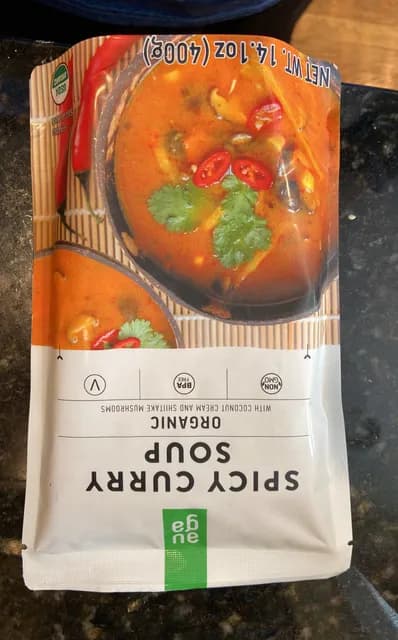 au
ga
SPICY CURRY
SOUP
ORGANIC
WITH COCONUT CREAM AND SHIITAKE MUSHROOMS
NON
GMO
BPA
FREE
V
NET WT. 14.1oz (400g)